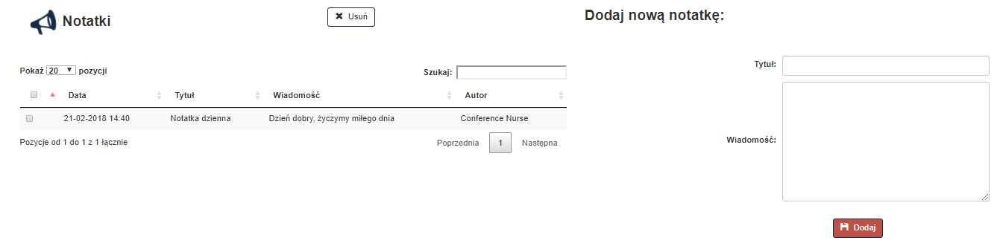 Notatki
Usuń
Pokaż 20 pozycji
Szukaj:
Data Tytuł Wiadomość Autor
21-02-2018 14:40 Notatka dzienna Dzień dobry, życzymy miłego dnia Conference Nurse
Pozycje od 1 do 1 z 1 łącznie
Poprzednia 1 Następna
Dodaj nową notatkę:
Tytuł:
Wiadomość:
Dodaj